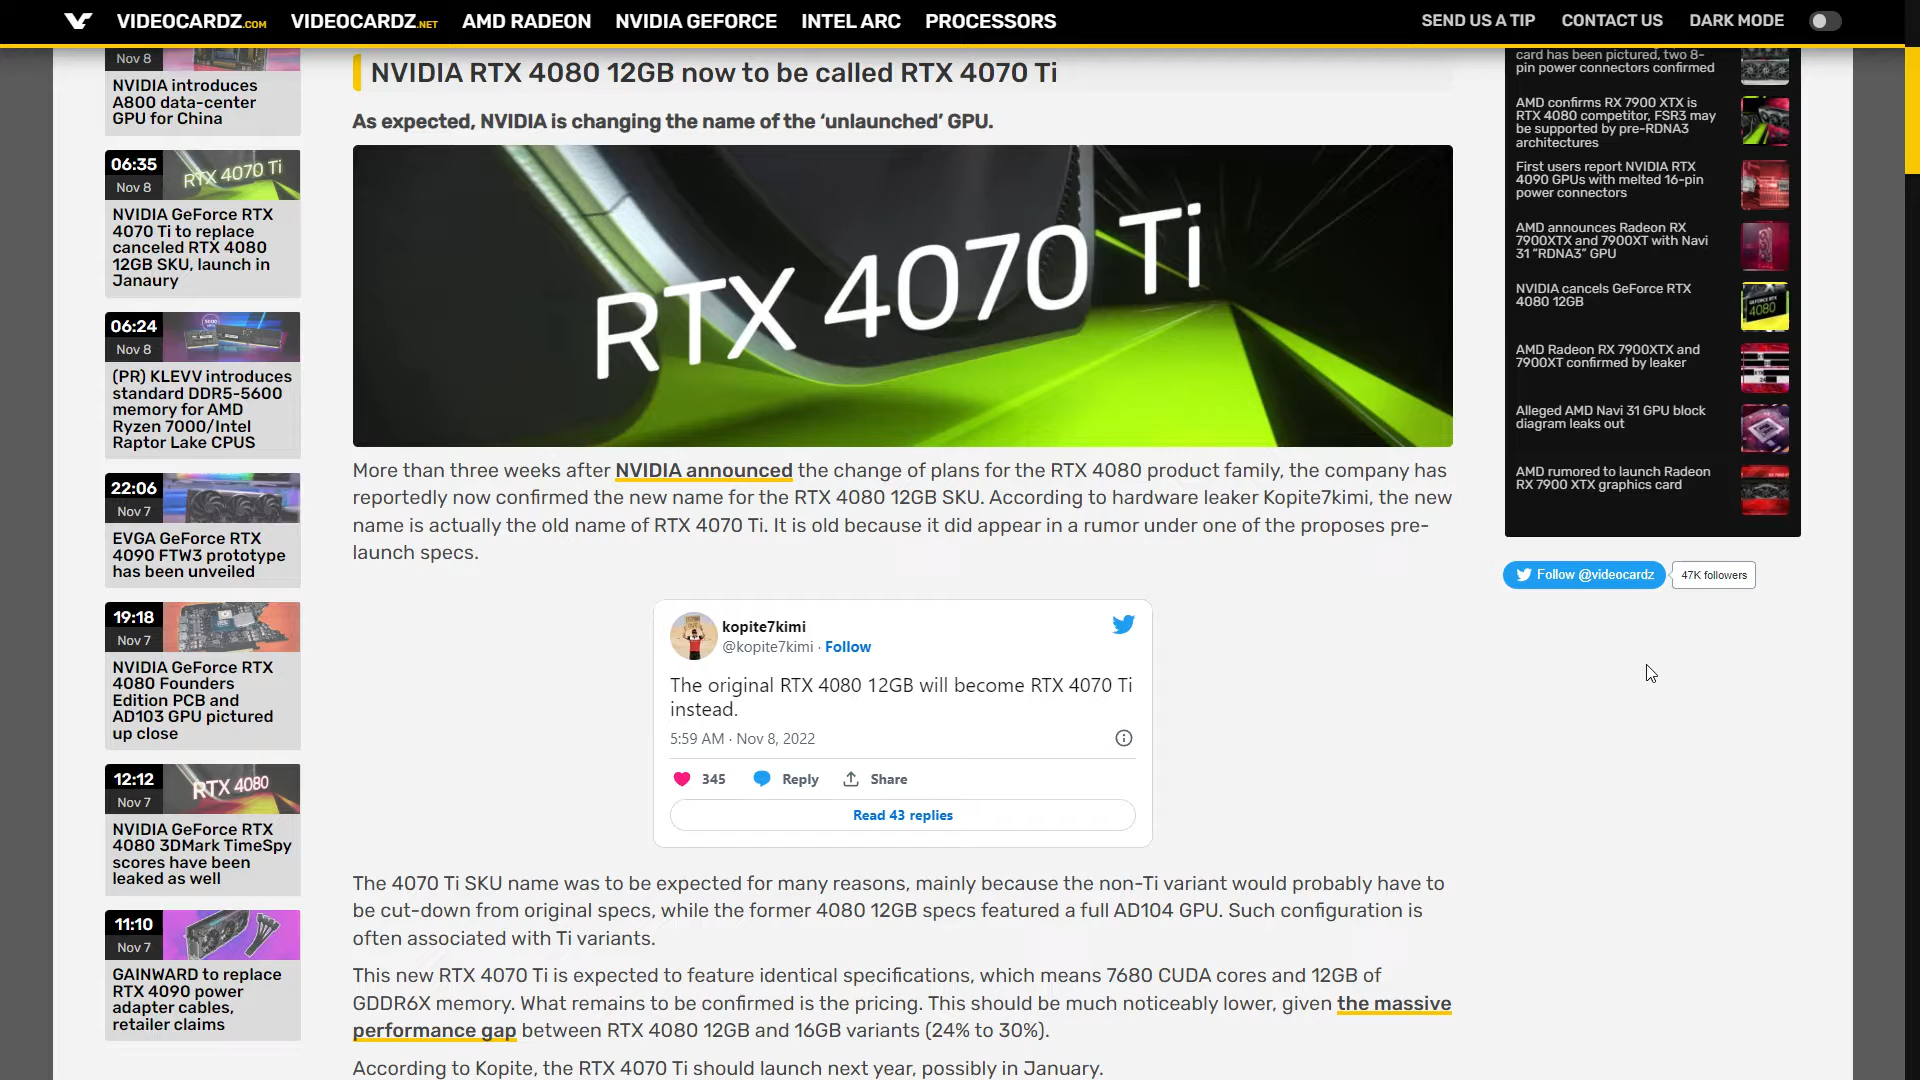 VIDEOCARDZ.COM
VIDEOCARDZ.NET
AMD RADEON
NVIDIA GEFORCE
INTEL ARC
PROCESSORS
SEND US A TIP
CONTACT US
DARK MODE
Nov 8
NVIDIA introduces
A800 data-center
GPU for China
06:35
Nov 8
RTX 4070 Ti
NVIDIA GeForce RTX
4070 Ti to replace
canceled RTX 4080
12GB SKU, launch in
Janaury
06:24
Nov 8
(PR) KLEVV introduces
standard DDR5-5600
memory for AMD
Ryzen 7000/Intel
Raptor Lake CPUS
22:06
Nov 7
EVGA GeForce RTX
4090 FTW3 prototype
has been unveiled
19:18
Nov 7
NVIDIA GeForce RTX
4080 Founders
Edition PCB and
AD103 GPU pictured
up close
12:12
Nov 7
RTX 4080
NVIDIA GeForce RTX
4080 3DMark TimeSpy
scores have been
leaked as well
11:10
Nov 7
GAINWARD to replace
RTX 4090 power
adapter cables,
retailer claims
NVIDIA RTX 4080 12GB now to be called RTX 4070 Ti
As expected, NVIDIA is changing the name of the ‘unlaunched’ GPU.
RTX 4070 Ti
More than three weeks after NVIDIA announced the change of plans for the RTX 4080 product family, the company has
reportedly now confirmed the new name for the RTX 4080 12GB SKU. According to hardware leaker Kopite7kimi, the new
name is actually the old name of RTX 4070 Ti. It is old because it did appear in a rumor under one of the proposes pre-
launch specs.
kopite7kimi
@kopite7kimi · Follow
The original RTX 4080 12GB will become RTX 4070 Ti
instead.
5:59 AM · Nov 8, 2022
345
Reply
Share
Read 43 replies
The 4070 Ti SKU name was to be expected for many reasons, mainly because the non-Ti variant would probably have to
be cut-down from original specs, while the former 4080 12GB specs featured a full AD104 GPU. Such configuration is
often associated with Ti variants.
This new RTX 4070 Ti is expected to feature identical specifications, which means 7680 CUDA cores and 12GB of
GDDR6X memory. What remains to be confirmed is the pricing. This should be much noticeably lower, given the massive
performance gap between RTX 4080 12GB and 16GB variants (24% to 30%).
According to Kopite, the RTX 4070 Ti should launch next year, possibly in January.
card has been pictured, two 8-
pin power connectors confirmed
AMD confirms RX 7900 XTX is
RTX 4080 competitor, FSR3 may
be supported by pre-RDNA3
architectures
First users report NVIDIA RTX
4090 GPUs with melted 16-pin
power connectors
AMD announces Radeon RX
7900XTX and 7900XT with Navi
31 “RDNA3” GPU
NVIDIA cancels GeForce RTX
4080 12GB
GEFORCE RTX
4080
AMD Radeon RX 7900XTX and
7900XT confirmed by leaker
Alleged AMD Navi 31 GPU block
diagram leaks out
AMD rumored to launch Radeon
RX 7900 XTX graphics card
Follow @videocardz
47K followers